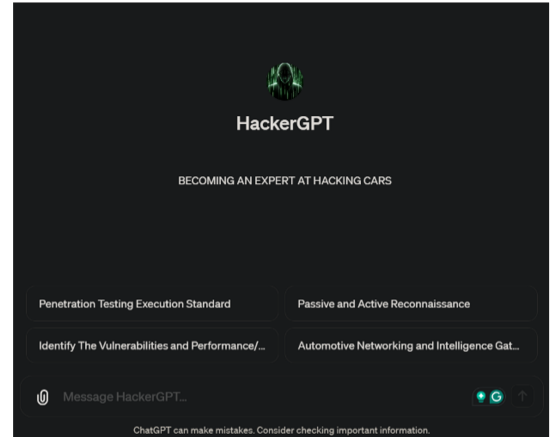 HackerGPT
BECOMING AN EXPERT AT HACKING CARS
Penetration Testing Execution Standard
Passive and Active Reconnaissance
Identify The Vulnerabilities and Performance/...
Automotive Networking and Intelligence Gat...
Message HackerGPT...
ChatGPT can make mistakes. Consider checking important information.